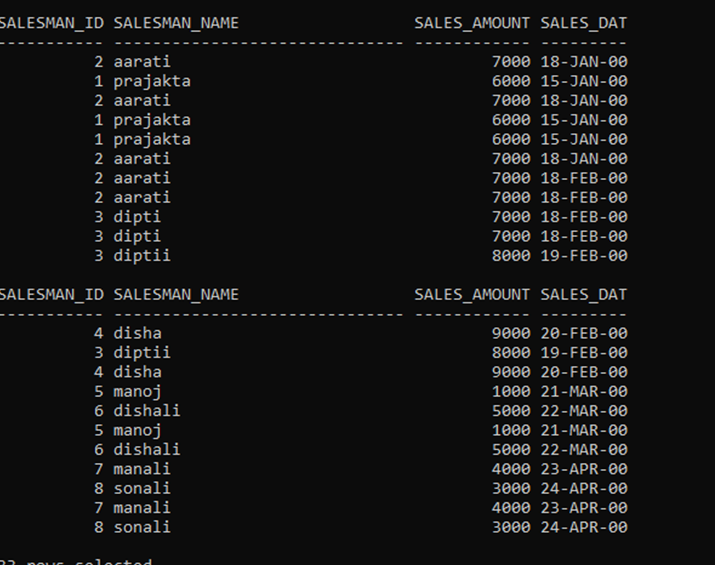 SALESMAN_ID SALESMAN_NAME                  SALES_AMOUNT SALES_DAT
----------- ------------------------------ ------------ ---------
          2 aarati                                 7000 18-JAN-00
          1 prajakta                               6000 15-JAN-00
          2 aarati                                 7000 18-JAN-00
          1 prajakta                               6000 15-JAN-00
          1 prajakta                               6000 15-JAN-00
          2 aarati                                 7000 18-JAN-00
          2 aarati                                 7000 18-FEB-00
          2 aarati                                 7000 18-FEB-00
          3 dipti                                  7000 18-FEB-00
          3 dipti                                  7000 18-FEB-00
          3 diptii                                 8000 19-FEB-00

SALESMAN_ID SALESMAN_NAME                  SALES_AMOUNT SALES_DAT
----------- ------------------------------ ------------ ---------
          4 disha                                  9000 20-FEB-00
          3 diptii                                 8000 19-FEB-00
          4 disha                                  9000 20-FEB-00
          5 manoj                                  1000 21-MAR-00
          6 dishali                                5000 22-MAR-00
          5 manoj                                  1000 21-MAR-00
          6 dishali                                5000 22-MAR-00
          7 manali                                 4000 23-APR-00
          8 sonali                                 3000 24-APR-00
          7 manali                                 4000 23-APR-00
          8 sonali                                 3000 24-APR-00

rows selected